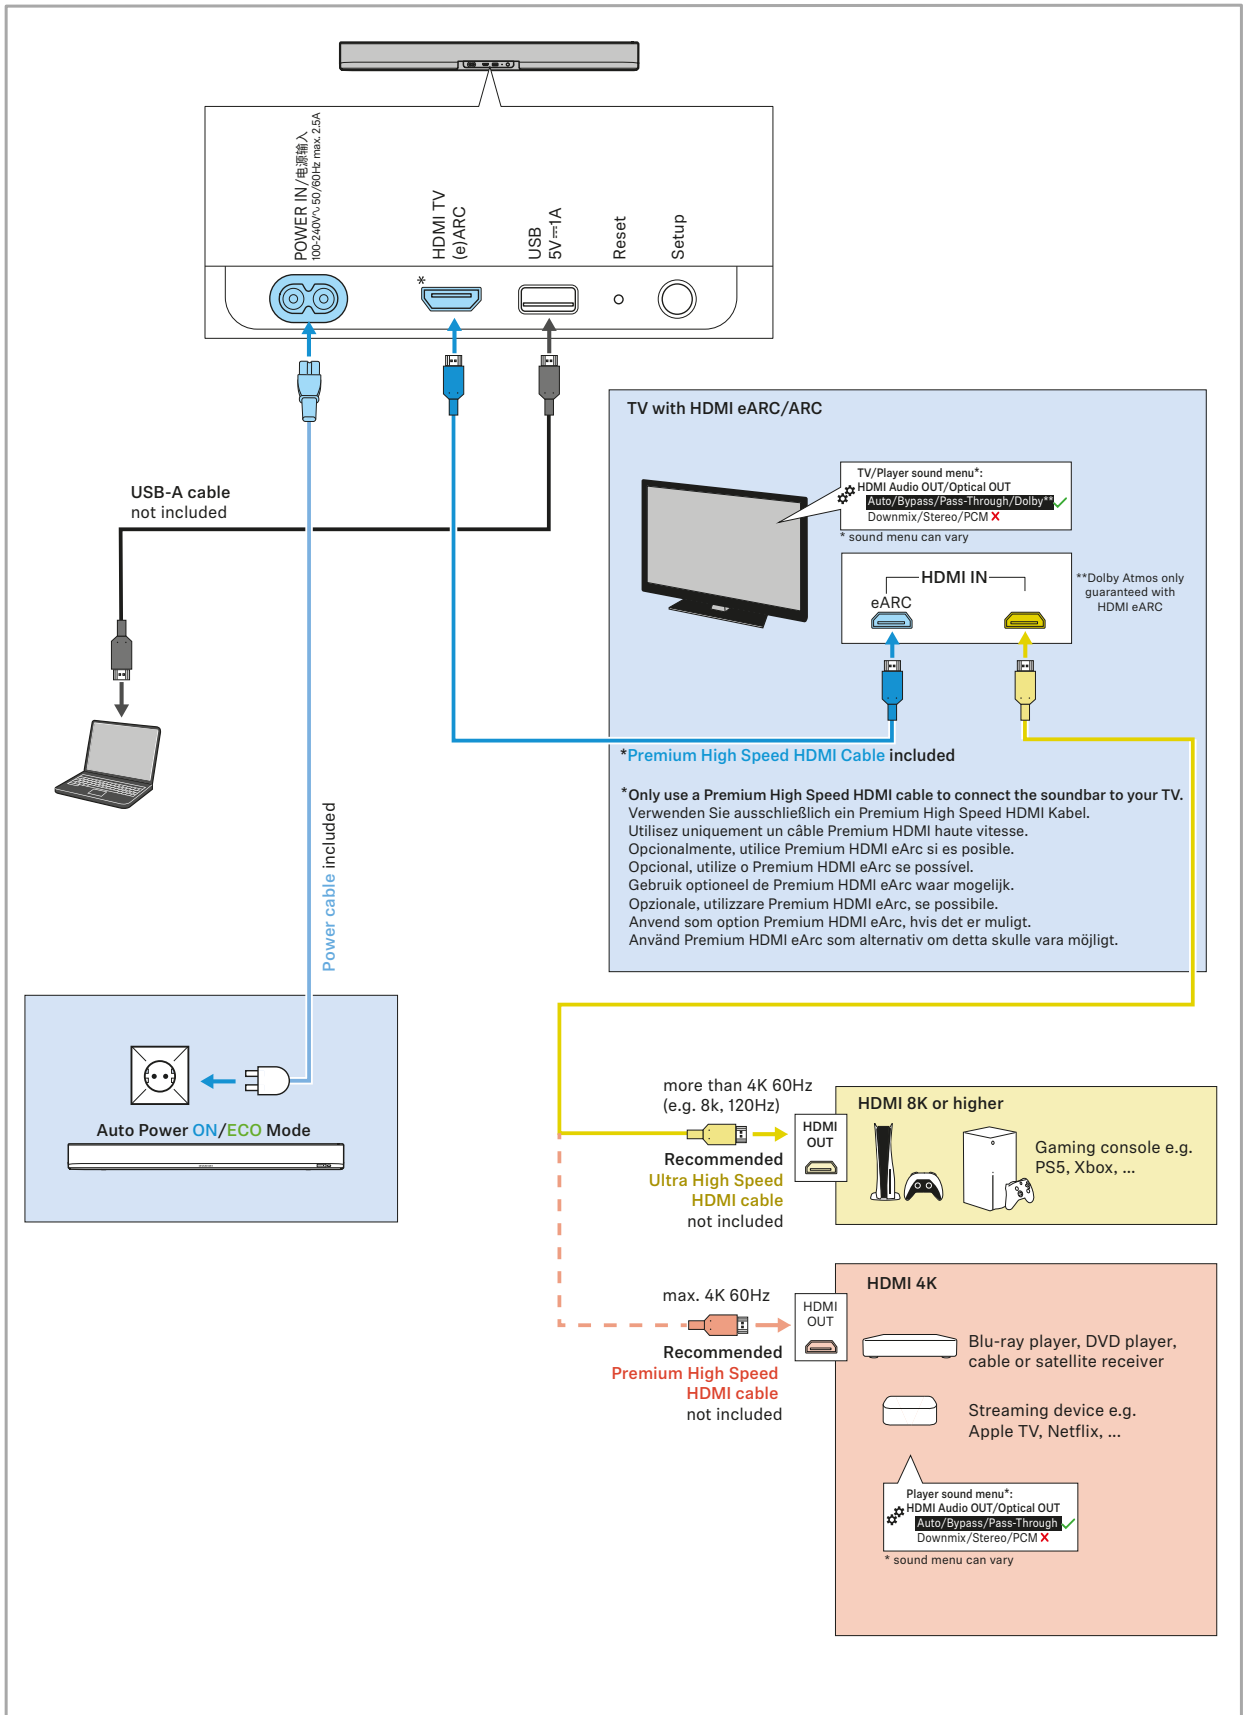 POWER IN/电源输入
100-240V~ 50/60Hz max. 2.5A
HDMI TV
(e)ARC
USB
5V⎓1A
Reset
Setup
*
USB-A cable
not included
TV with HDMI eARC/ARC
TV/Player sound menu*:
HDMI Audio OUT/Optical OUT
Auto/Bypass/Pass-Through/Dolby**
Downmix/Stereo/PCM
* sound menu can vary
HDMI IN
eARC
**Dolby Atmos only
guaranteed with
HDMI eARC
*Premium High Speed HDMI Cable included
*Only use a Premium High Speed HDMI cable to connect the soundbar to your TV.
Verwenden Sie ausschließlich ein Premium High Speed HDMI Kabel.
Utilisez uniquement un câble Premium HDMI haute vitesse.
Opcionalmente, utilice Premium HDMI eArc si es posible.
Opcional, utilize o Premium HDMI eArc se possível.
Gebruik optioneel de Premium HDMI eArc waar mogelijk.
Opzionale, utilizzare Premium HDMI eArc, se possibile.
Anvend som option Premium HDMI eArc, hvis det er muligt.
Använd Premium HDMI eArc som alternativ om detta skulle vara möjligt.
Power cable included
Auto Power ON/ECO Mode
more than 4K 60Hz
(e.g. 8k, 120Hz)
Recommended
Ultra High Speed
HDMI cable
not included
HDMI
OUT
HDMI 8K or higher
Gaming console e.g.
PS5, Xbox, ...
max. 4K 60Hz
Recommended
Premium High Speed
HDMI cable
not included
HDMI
OUT
HDMI 4K
Blu-ray player, DVD player,
cable or satellite receiver
Streaming device e.g.
Apple TV, Netflix, ...
Player sound menu*:
HDMI Audio OUT/Optical OUT
Auto/Bypass/Pass-Through
Downmix/Stereo/PCM
* sound menu can vary